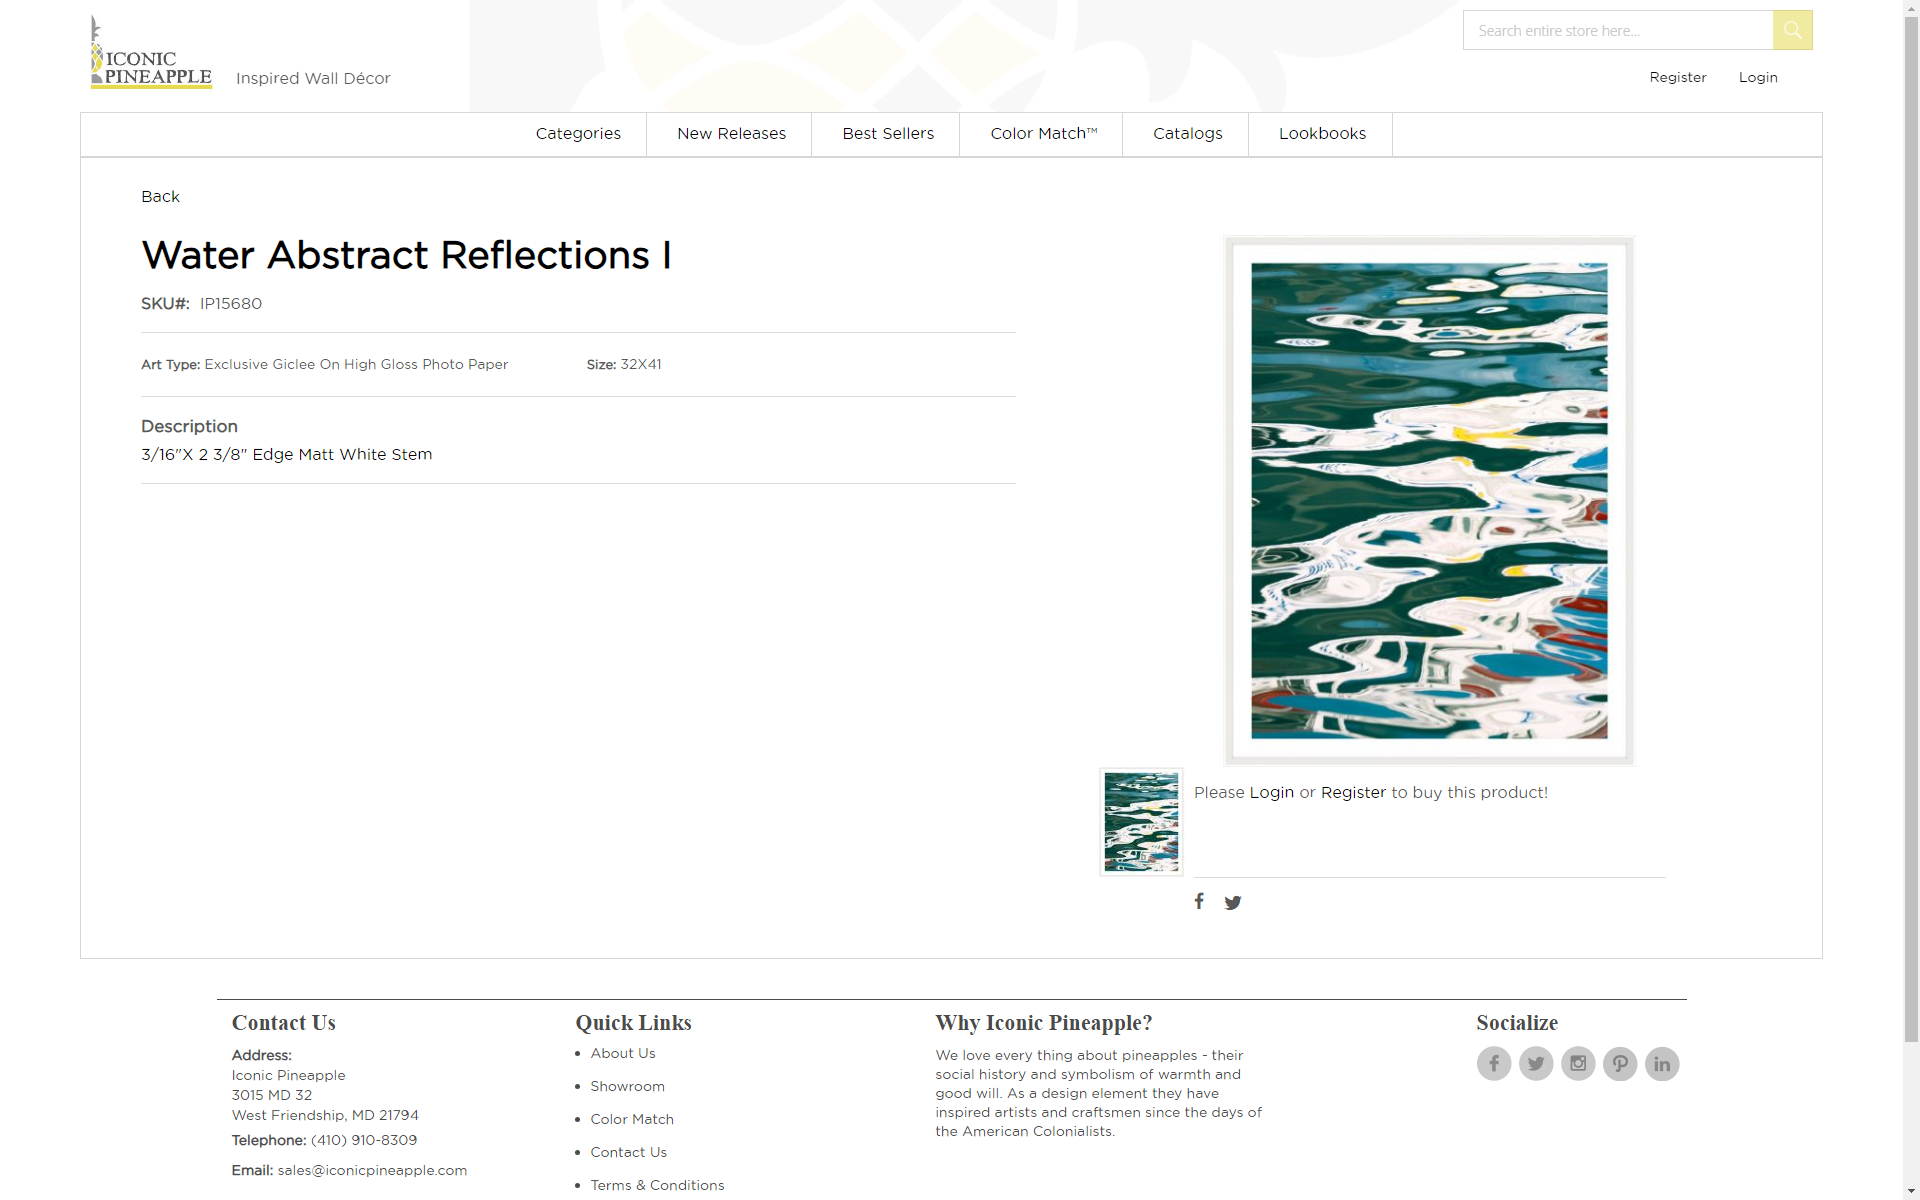 ICONIC
PINEAPPLE
Inspired Wall Décor
Search entire store here...
Register
Login
Categories
New Releases
Best Sellers
Color Match™
Catalogs
Lookbooks
Back
Water Abstract Reflections I
SKU#: IP15680
Art Type: Exclusive Giclee On High Gloss Photo Paper
Size: 32X41
Description
3/16"X 2 3/8" Edge Matt White Stem
Please Login or Register to buy this product!
Contact Us
Address:
Iconic Pineapple
3015 MD 32
West Friendship, MD 21794
Telephone: (410) 910-8309
Email: sales@iconicpineapple.com
Quick Links
About Us
Showroom
Color Match
Contact Us
Terms & Conditions
Why Iconic Pineapple?
We love every thing about pineapples - their
social history and symbolism of warmth and
good will. As a design element they have
inspired artists and craftsmen since the days of
the American Colonialists.
Socialize